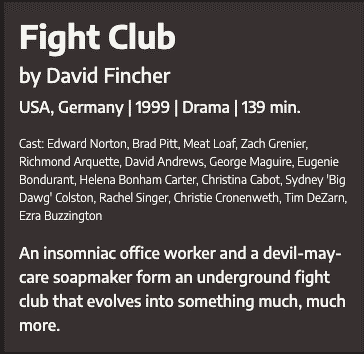 Fight Club
by David Fincher
USA, Germany | 1999 | Drama | 139 min.
Cast: Edward Norton, Brad Pitt, Meat Loaf, Zach Grenier,
Richmond Arquette, David Andrews, George Maguire, Eugenie
Bondurant, Helena Bonham Carter, Christina Cabot, Sydney 'Big
Dawg' Colston, Rachel Singer, Christie Cronenweth, Tim DeZarn,
Ezra Buzzington
An insomniac office worker and a devil-may-
care soapmaker form an underground fight
club that evolves into something much, much
more.